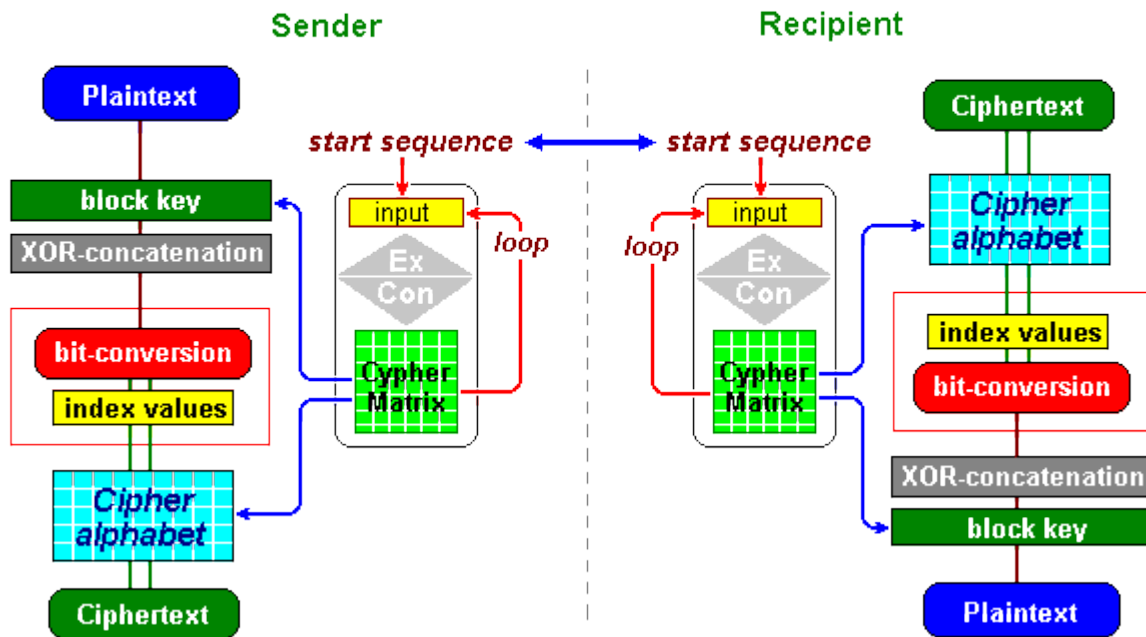 Sender
Plaintext
start sequence
block key
input
XOR-concatenation
loop
Ex
Con
bit-conversion
Cypher
Matrix
index values
Cipher
alphabet
Ciphertext
Recipient
Ciphertext
start sequence
input
Cipher
alphabet
loop
Ex
Con
index values
Cypher
Matrix
bit-conversion
XOR-concatenation
block key
Plaintext